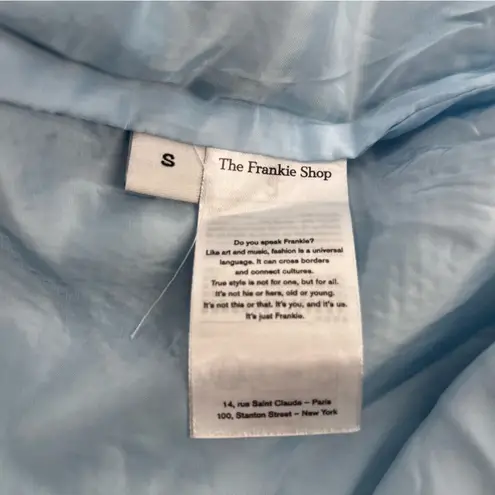 S
The Frankie Shop
Do you speak Frankie?
Like art and music, fashion is a universal
language. It can cross borders
and connect cultures.
True style is not for one, but for all.
It's not his or hers, old or young.
It's not this or that. It's you, and it's us.
It's just Frankie.
14, rue Saint Claude – Paris
100, Stanton Street – New York